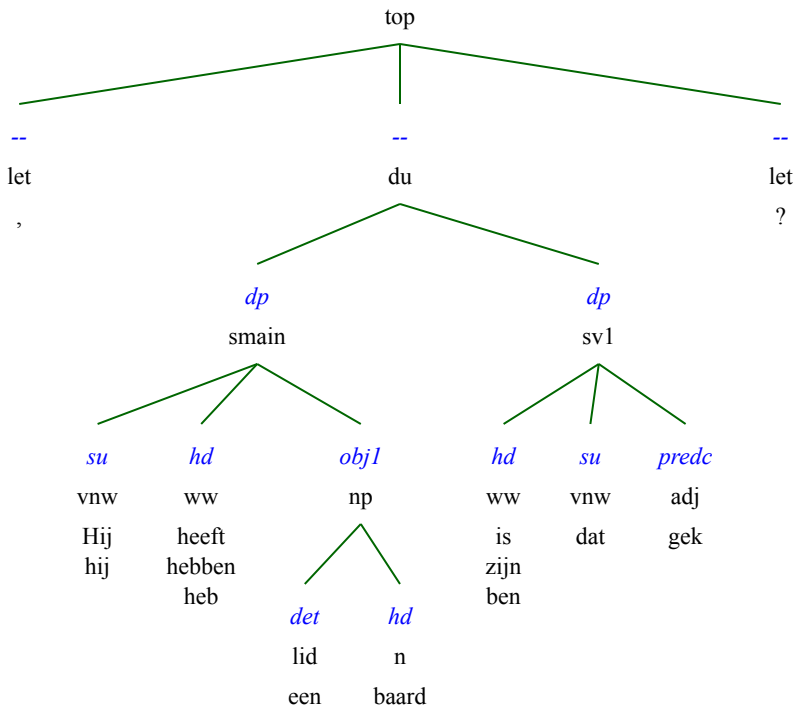 top
-- -- --
let du let
, ?
dp dp
smain sv1
su hd obj1 hd su predc
vnw ww np ww vnw adj
Hij heeft is dat gek
hij hebben zijn
heb ben
det hd
lid n
een baard